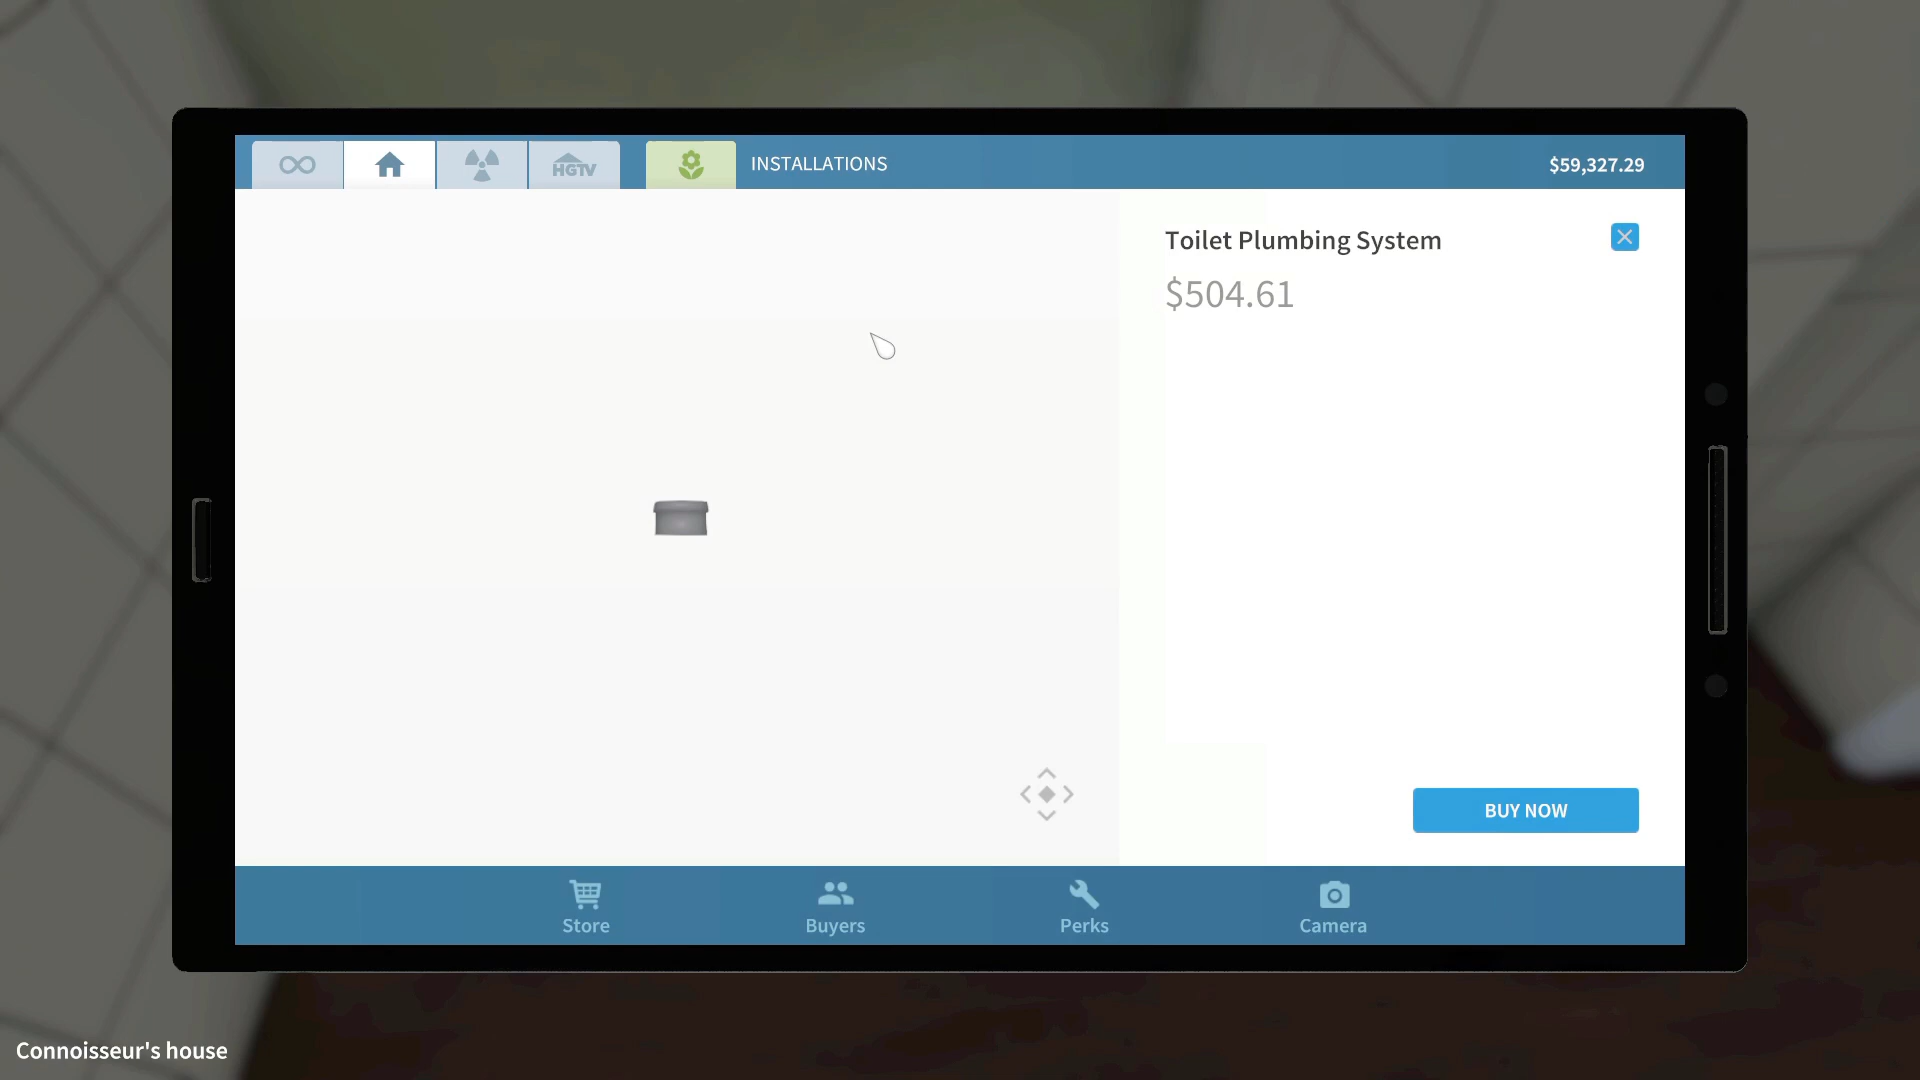 HGTV
INSTALLATIONS
$59,327.29
Toilet Plumbing System
$504.61
BUY NOW
Store
Buyers
Perks
Camera
Connoisseur's house